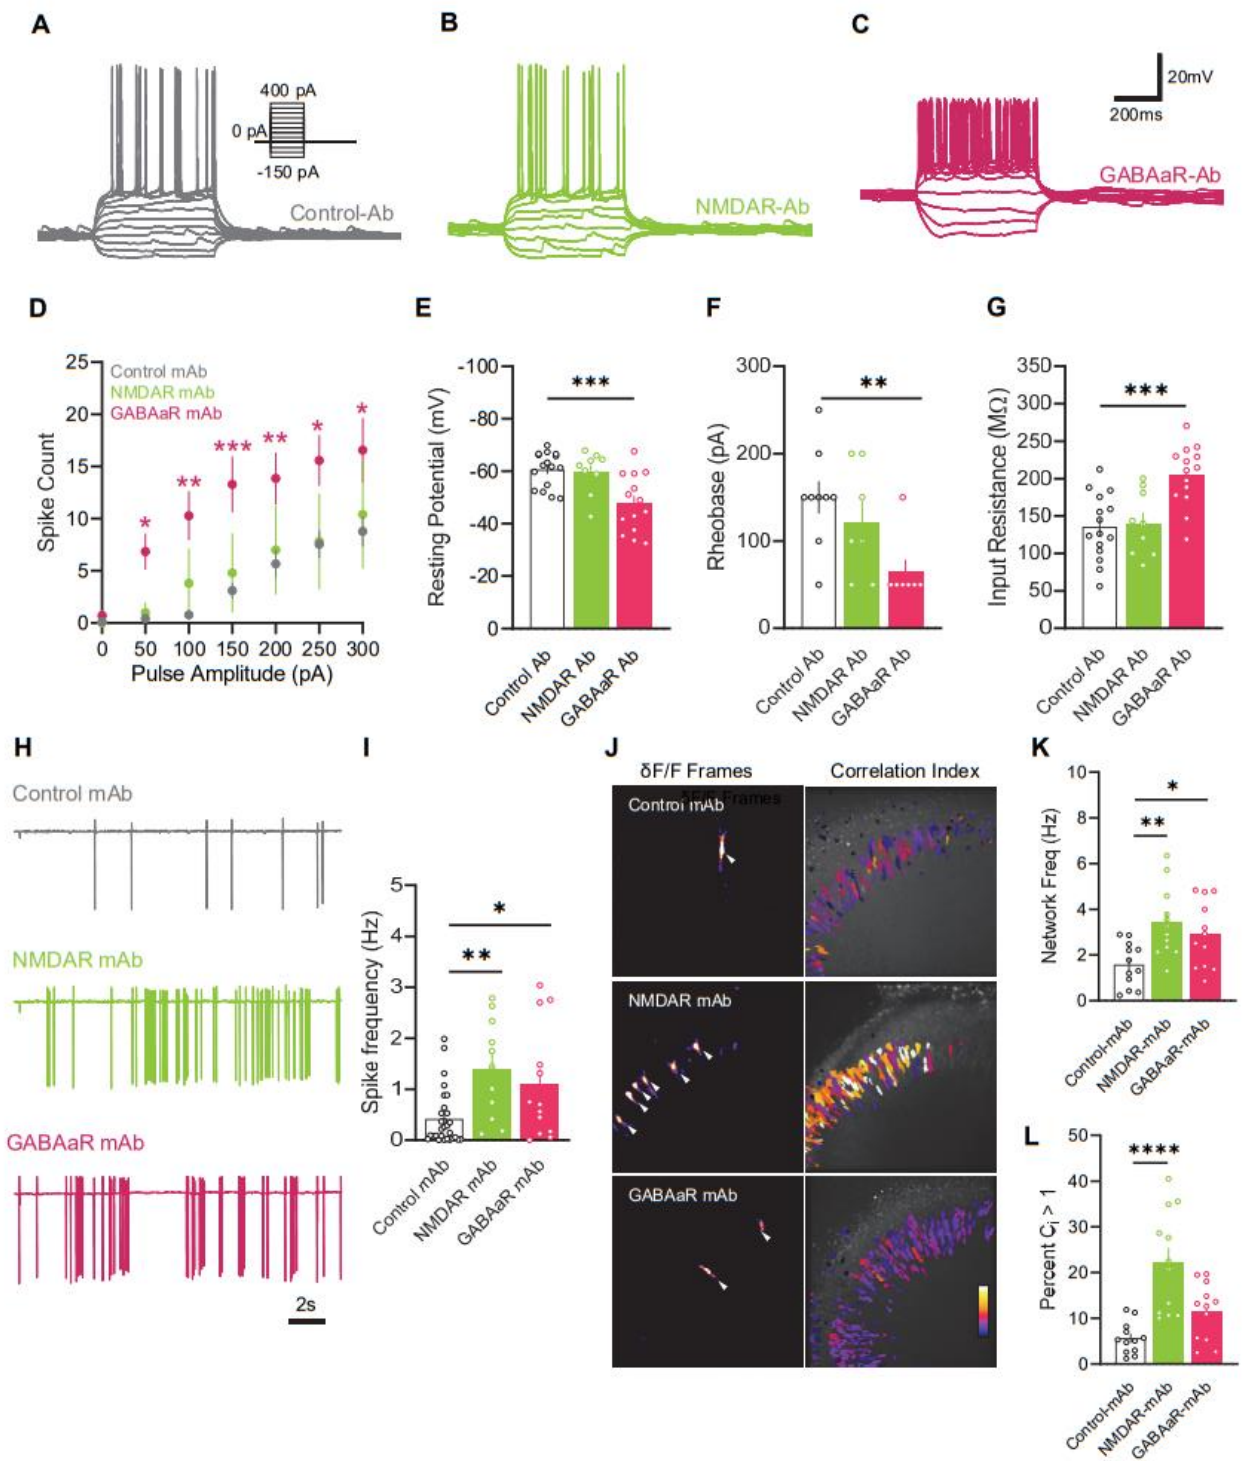 A
B
C
400 pA
0 pA
-150 pA
Control-Ab
NMDAR-Ab
GABAaR-Ab
20mV
200ms
D
Spike Count
25
20
15
10
5
0
Control mAb
NMDAR mAb
GABAaR mAb
*
**
***
**
*
*
0 50 100 150 200 250 300
Pulse Amplitude (pA)
E
Resting Potential (mV)
-100
-80
-60
-40
-20
0
***
Control Ab
NMDAR Ab
GABAaR Ab
F
Rheobase (pA)
300
200
100
0
**
Control Ab
NMDAR Ab
GABAaR Ab
G
Input Resistance (MΩ)
350
300
250
200
150
100
50
0
***
Control Ab
NMDAR Ab
GABAaR Ab
H
Control mAb
NMDAR mAb
GABAaR mAb
2s
I
Spike frequency (Hz)
5
4
3
2
1
0
*
**
Control mAb
NMDAR mAb
GABAaR mAb
J
δF/F Frames
Correlation Index
δF/F Frames
Control mAb
NMDAR mAb
GABAaR mAb
K
Network Freq (Hz)
10
8
6
4
2
0
*
**
Control-mAb
NMDAR-mAb
GABAaR-mAb
L
Percent Ci > 1
50
40
30
20
10
0
****
Control-mAb
NMDAR-mAb
GABAaR-mAb